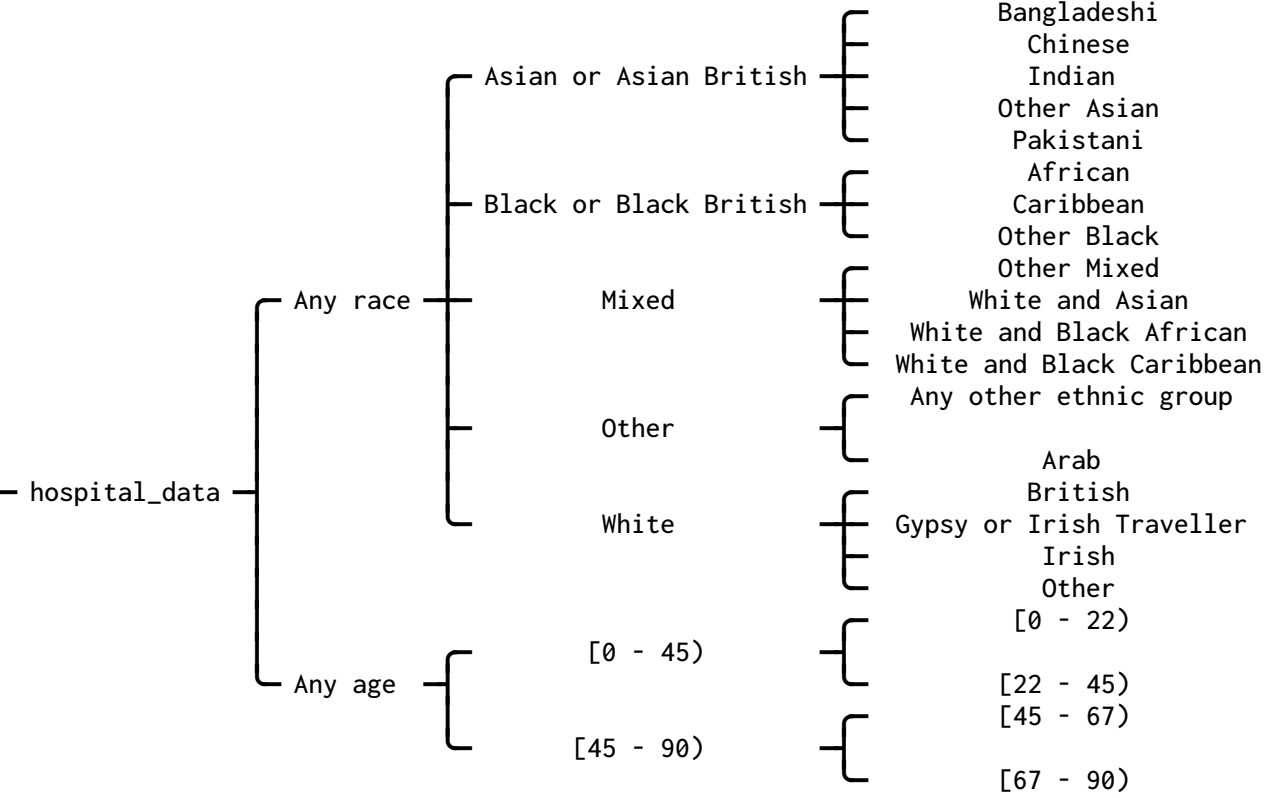 hospital_data
Any race
Asian or Asian British
Bangladeshi
Chinese
Indian
Other Asian
Pakistani
Black or Black British
African
Caribbean
Other Black
Mixed
Other Mixed
White and Asian
White and Black African
White and Black Caribbean
Other
Any other ethnic group
Arab
White
British
Gypsy or Irish Traveller
Irish
Other
Any age
[0 - 45)
[0 - 22)
[22 - 45)
[45 - 90)
[45 - 67)
[67 - 90)